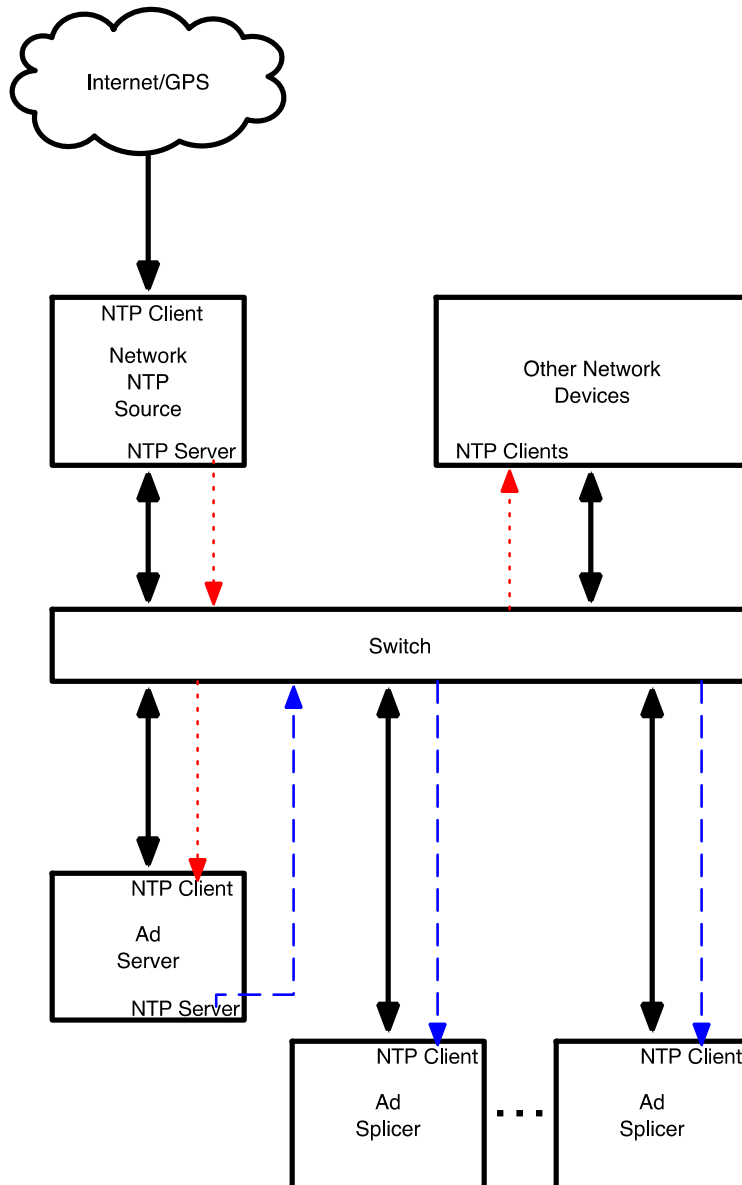 Internet/GPS
NTP Client
Network
NTP
Source
NTP Server
Other Network
Devices
NTP Clients
Switch
NTP Client
Ad
Server
NTP Server
NTP Client
Ad
Splicer
...
NTP Client
Ad
Splicer